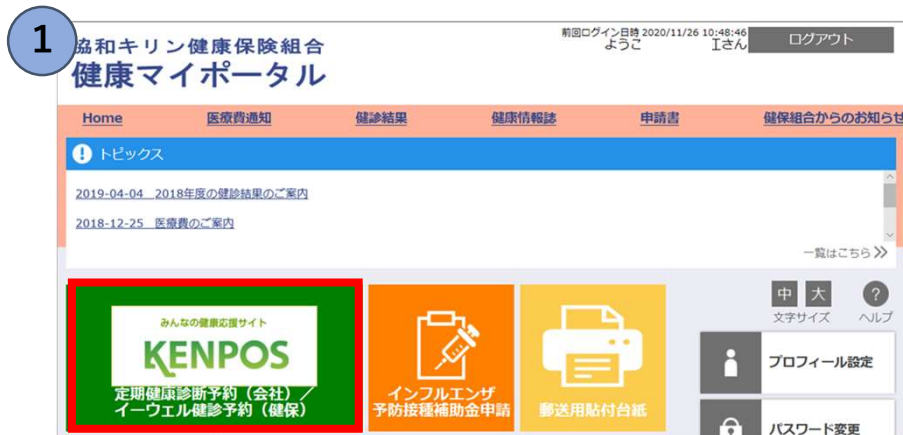 1
協和キリン健康保険組合
健康マイポータル
前回ログイン日時 2020/11/26 10:48:46
ようこ Iさん
ログアウト
Home 医療費通知 健診結果 健康情報誌 申請書 健保組合からのお知らせ
! トピックス
2019-04-04 2018年度の健診結果のご案内
2018-12-25 医療費のご案内
一覧はこちら
みんなの健康応援サイト
KENPOS
定期健康診断予約（会社）／
イーウェル健診予約（健保）
インフルエンザ
予防接種補助金申請
郵送用貼付台紙
中 大 ?
文字サイズ ヘルプ
プロフィール設定
パスワード変更